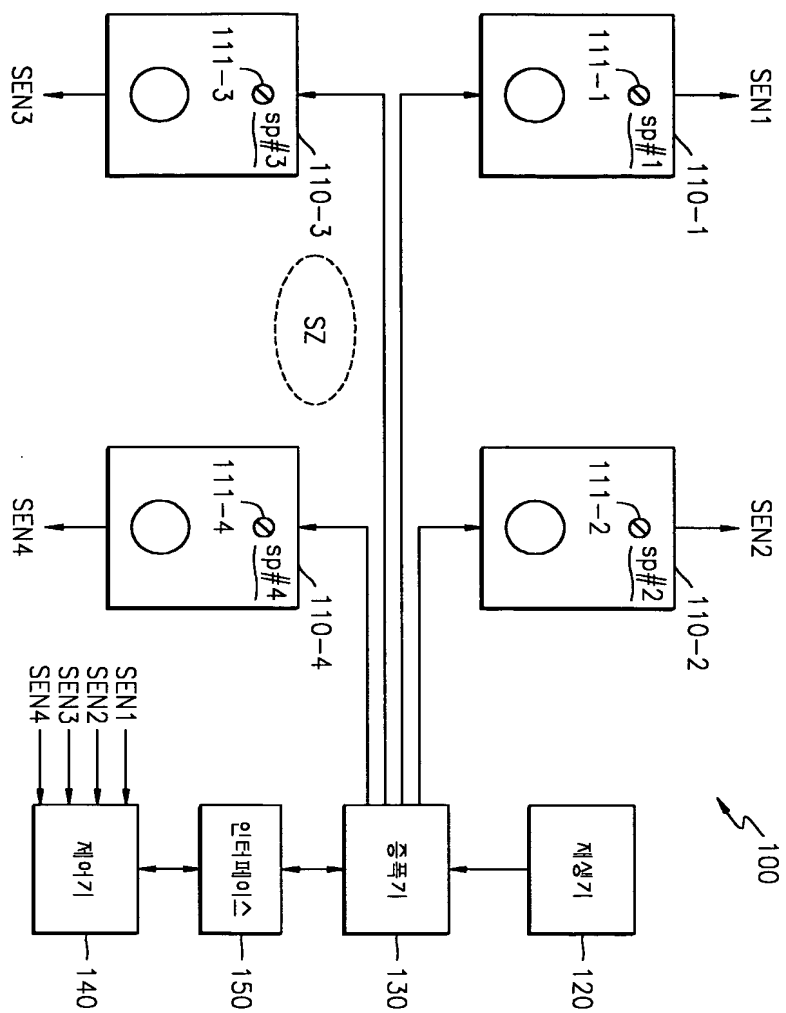 SEN1
SEN2
100
110-1
110-2
sp#1
sp#2
111-1
111-2
재생기
120
증폭기
130
110-3
110-4
SZ
sp#3
sp#4
111-3
111-4
인터페이스
150
SEN1
SEN2
SEN3
SEN4
제어기
140
SEN3
SEN4